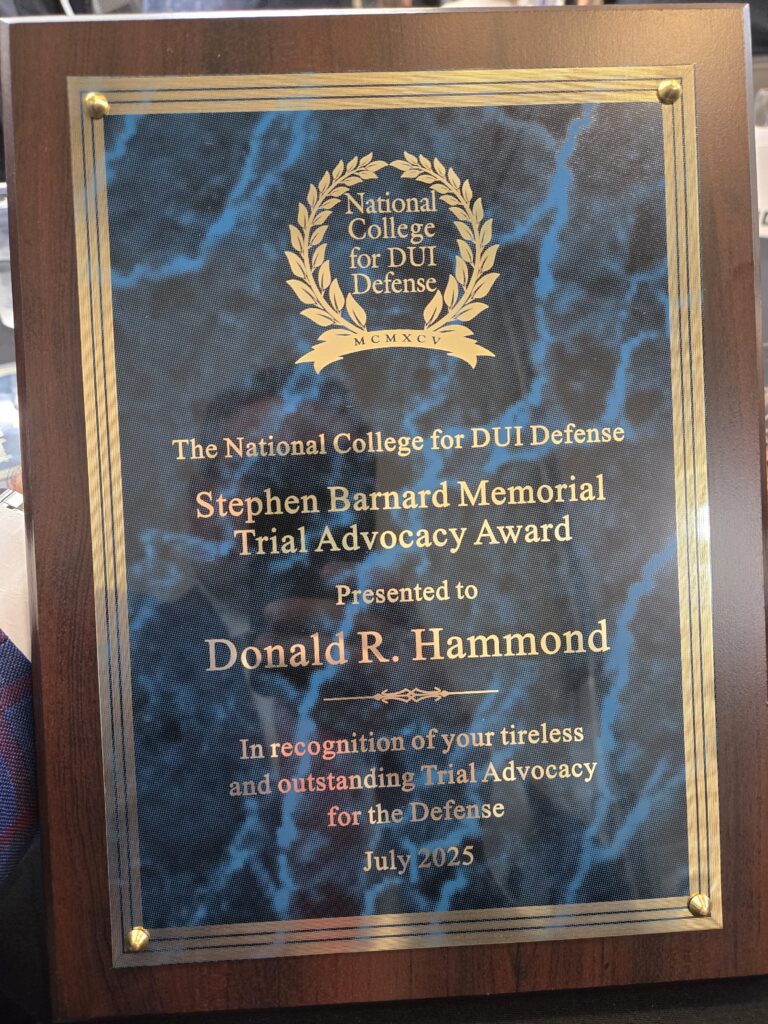 National
College
for DUI
Defense
MCMXCV
The National College for DUI Defense
Stephen Barnard Memorial
Trial Advocacy Award
Presented to
Donald R. Hammond
In recognition of your tireless
and outstanding Trial Advocacy
for the Defense
July 2025